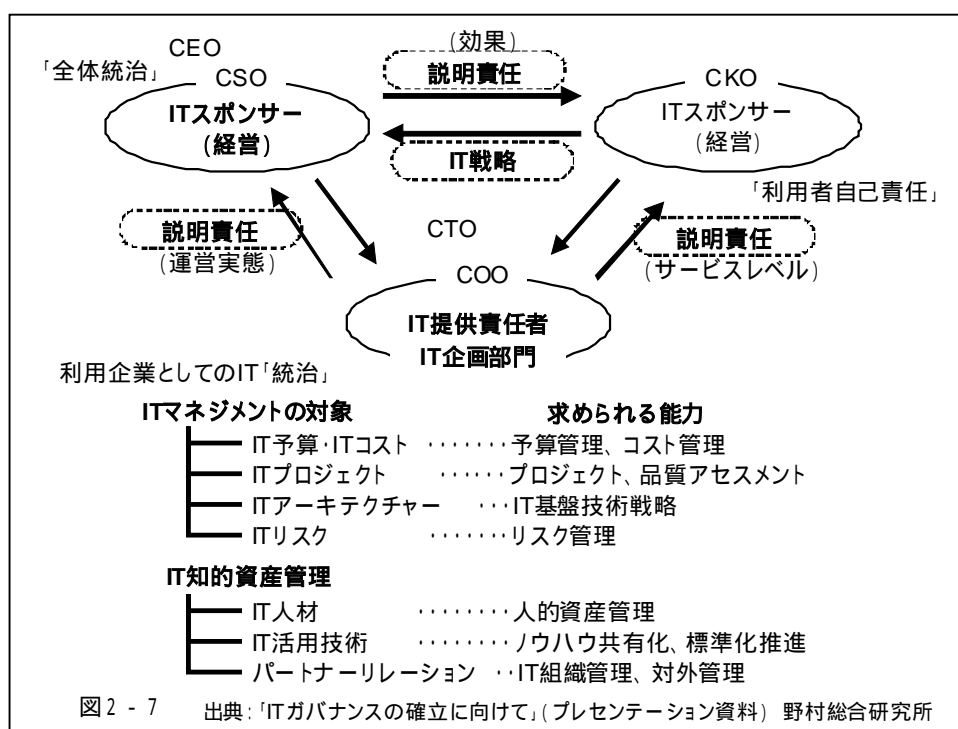 CEO
「全体統治」
CSO
ITスポンサー
(経営)
(効果)
説明責任
IT戦略
CKO
ITスポンサー
(経営)
「利用者自己責任」
説明責任
(運営実態)
CTO
説明責任
(サービスレベル)
COO
IT提供責任者
IT企画部門
利用企業としてのIT「統治」
ITマネジメントの対象 求められる能力
IT予算・ITコスト ・・・・・・・予算管理、コスト管理
ITプロジェクト ・・・・・・プロジェクト、品質アセスメント
ITアーキテクチャー ・・・IT基盤技術戦略
ITリスク ・・・・・・・リスク管理
IT知的資産管理
IT人材 ・・・・・・・・人的資産管理
IT活用技術 ・・・・・・・・ノウハウ共有化、標準化推進
パートナーリレーション ・・IT組織管理、対外管理
図2-7 出典:「ITガバナンスの確立に向けて」(プレセンテーション資料) 野村総合研究所